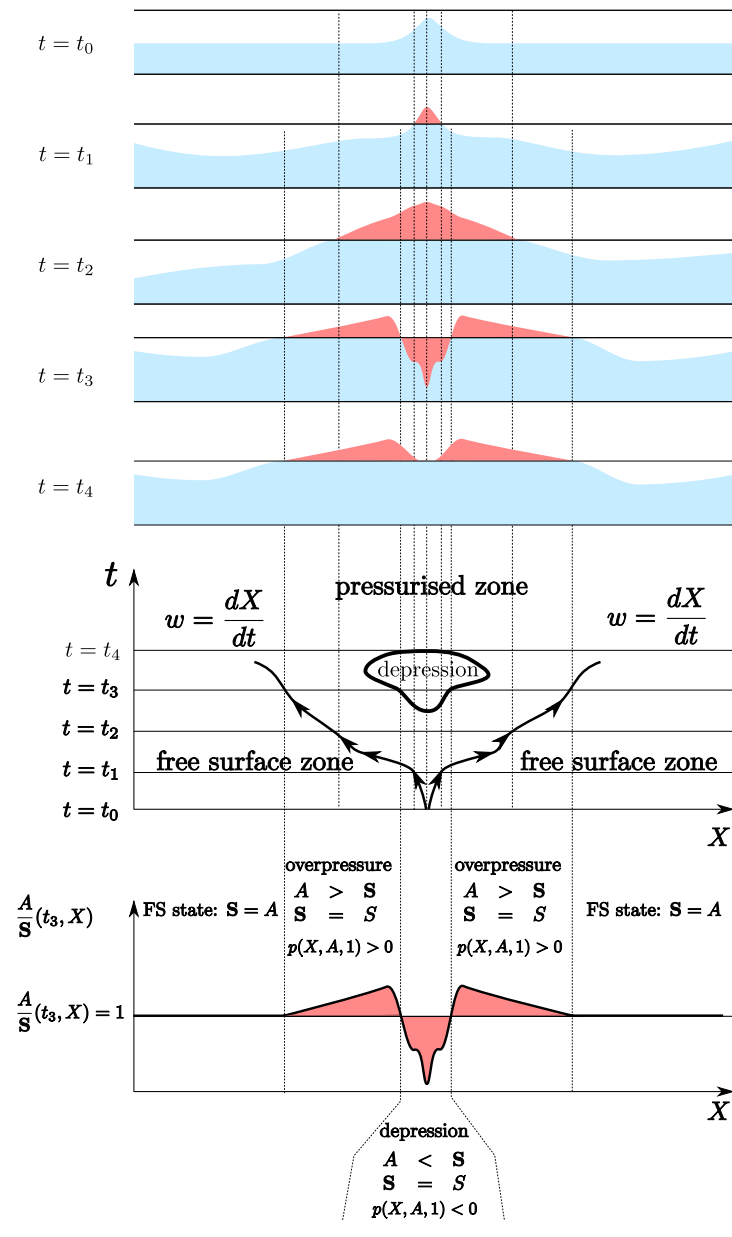 t = t₀
t = t₁
t = t₂
t = t₃
t = t₄
t
pressurised zone
w = dX/dt
w = dX/dt
t = t₄
depression
t = t₃
t = t₂
free surface zone
free surface zone
t = t₁
t = t₀
X
overpressure
overpressure
A > S
A > S
A/S (t₃, X)
FS state: S = A
S = S
S = S
FS state: S = A
p(X, A, 1) > 0
p(X, A, 1) > 0
A/S (t₃, X) = 1
X
depression
A < S
S = S
p(X, A, 1) < 0